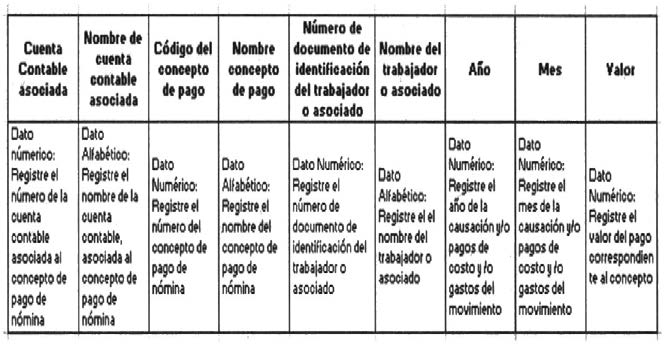 Cuenta
Contable
asociada
Nombre de
cuenta
contable
asociada
Código del
concepto
de pago
Nombre
concepto
de pago
Número de
documento de
identificación
del trabajador
o asociado
Nombre del
trabajador
o asociado
Año
Mes
Valor
Dato
númerico:
Registre el
número de la
cuenta
contable
asociada al
concepto de
pago de
nómina
Dato
Alfabético:
Registre el
nombre de la
cuenta
contable,
asociada al
concepto de
pago de
nómina
Dato
Numérico:
Registre el
número del
concepto de
pago de
nómina
Dato
Alfabético:
Registre el
nombre del
concepto de
pago de
nómina
Dato Numérico:
Registre el
número de
documento de
identificación del
trabajador o
asociado
Dato
Alfabético:
Registre el el
nombre del
trabajador o
asociado
Dato
Numérico:
Registre el
año de la
causación y/o
pagos de
costo y /o
gastos del
movimiento
Dato
Numérico:
Registre el
mes de la
causación y/o
pagos de
costo y /o
gastos del
movimiento
Dato
Numérico:
Registre el
valor del pago
correspondien
te al concepto